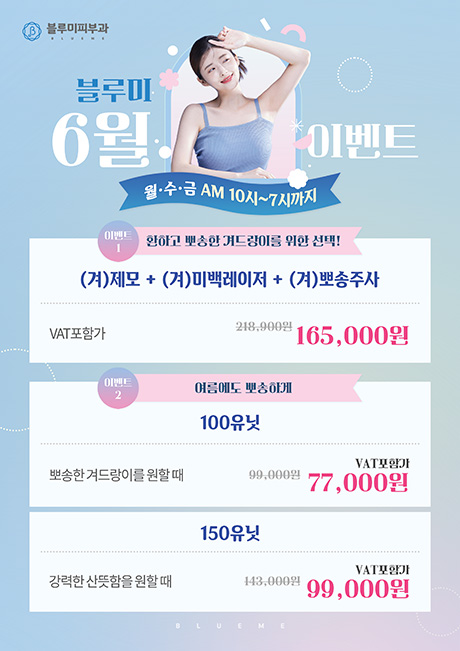 블루미피부과
BLUEME
블루미
6월 이벤트
월·수·금 AM 10시~7시까지
이벤트 1
환하고 뽀송한 겨드랑이를 위한 선택!
(겨)제모 + (겨)미백레이저 + (겨)뽀송주사
VAT포함가 218,900원 165,000원
이벤트 2
여름에도 뽀송하게
100유닛
VAT포함가
뽀송한 겨드랑이를 원할 때 99,000원 77,000원
150유닛
VAT포함가
강력한 산뜻함을 원할 때 143,000원 99,000원
BLUEME